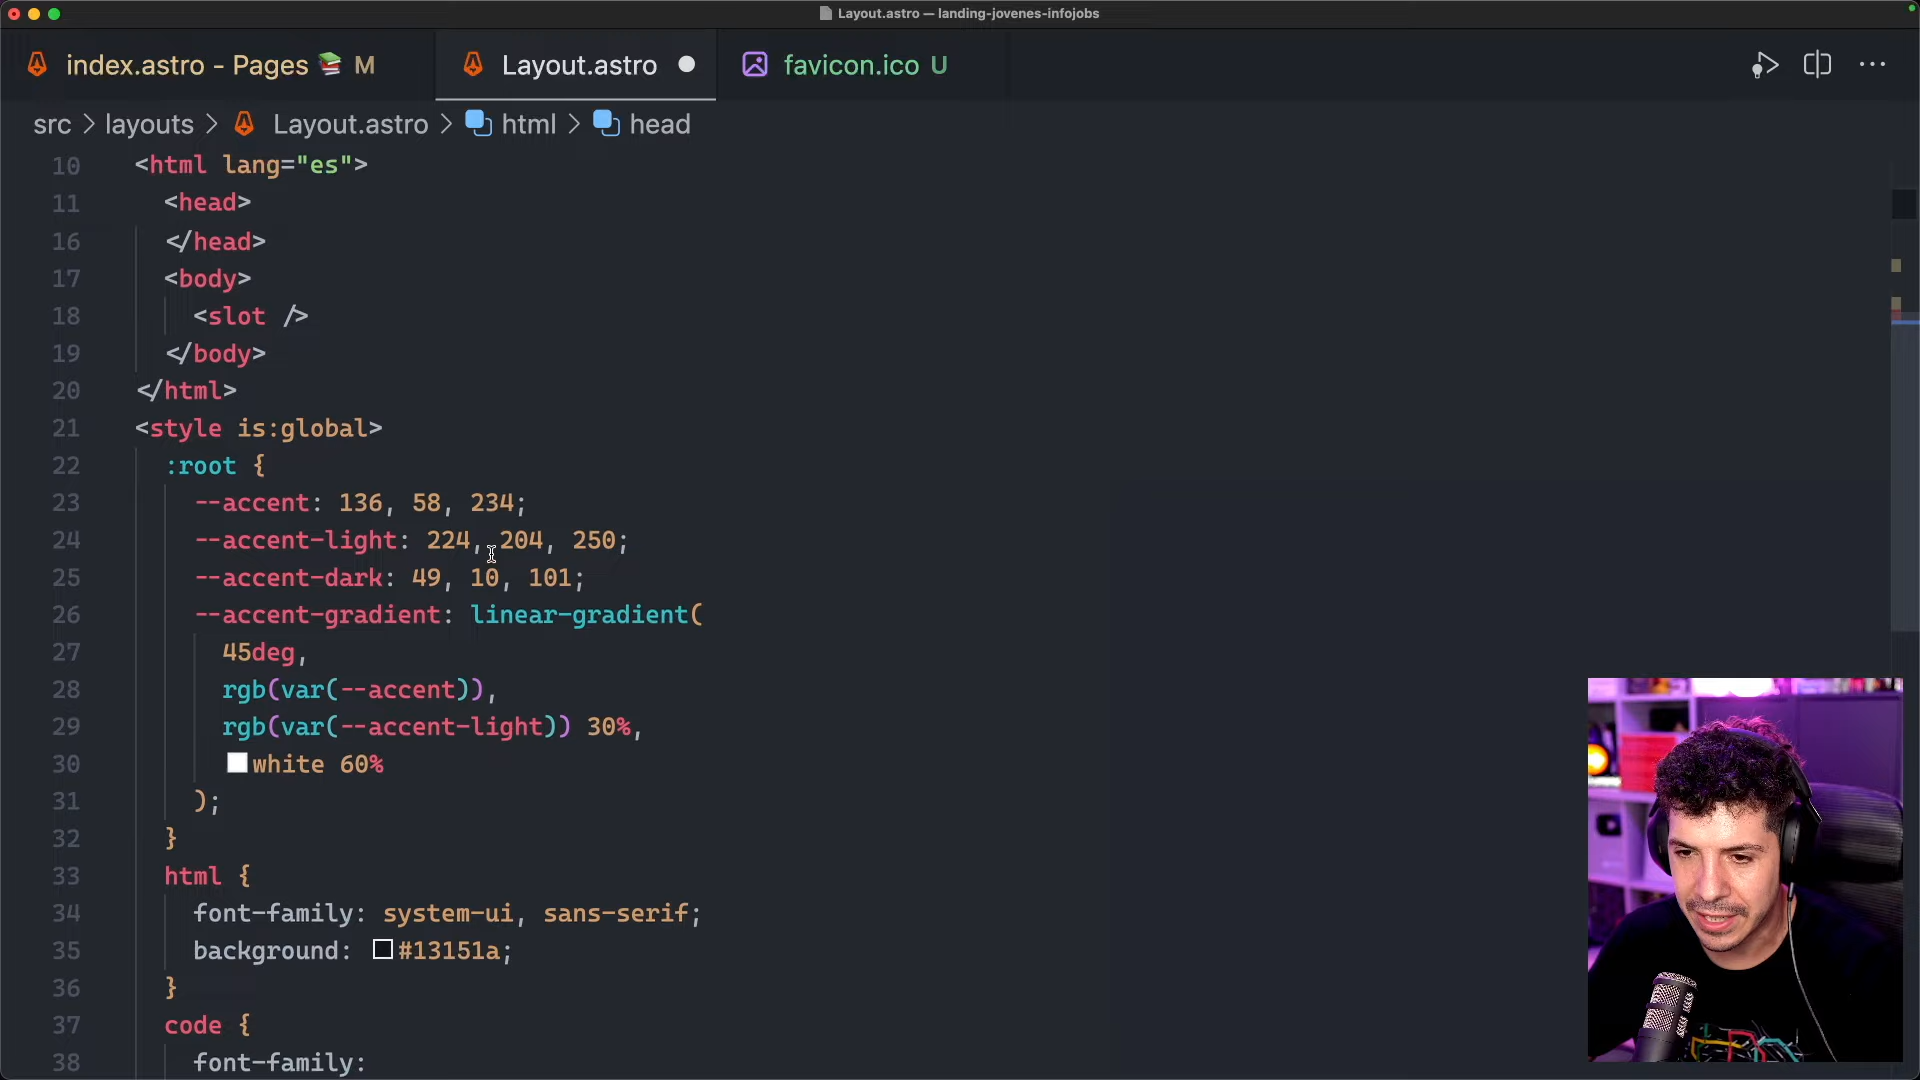 Layout.astro — landing-jovenes-infojobs
index.astro - Pages 📚 M
Layout.astro
favicon.ico U
src > layouts > Layout.astro > html > head
10 <html lang="es">
11 <head>
16 </head>
17 <body>
18 <slot />
19 </body>
20 </html>
21 <style is:global>
22 :root {
23 --accent: 136, 58, 234;
24 --accent-light: 224, 204, 250;
25 --accent-dark: 49, 10, 101;
26 --accent-gradient: linear-gradient(
27 45deg,
28 rgb(var(--accent)),
29 rgb(var(--accent-light)) 30%,
30 white 60%
31 );
32 }
33 html {
34 font-family: system-ui, sans-serif;
35 background: #13151a;
36 }
37 code {
38 font-family: